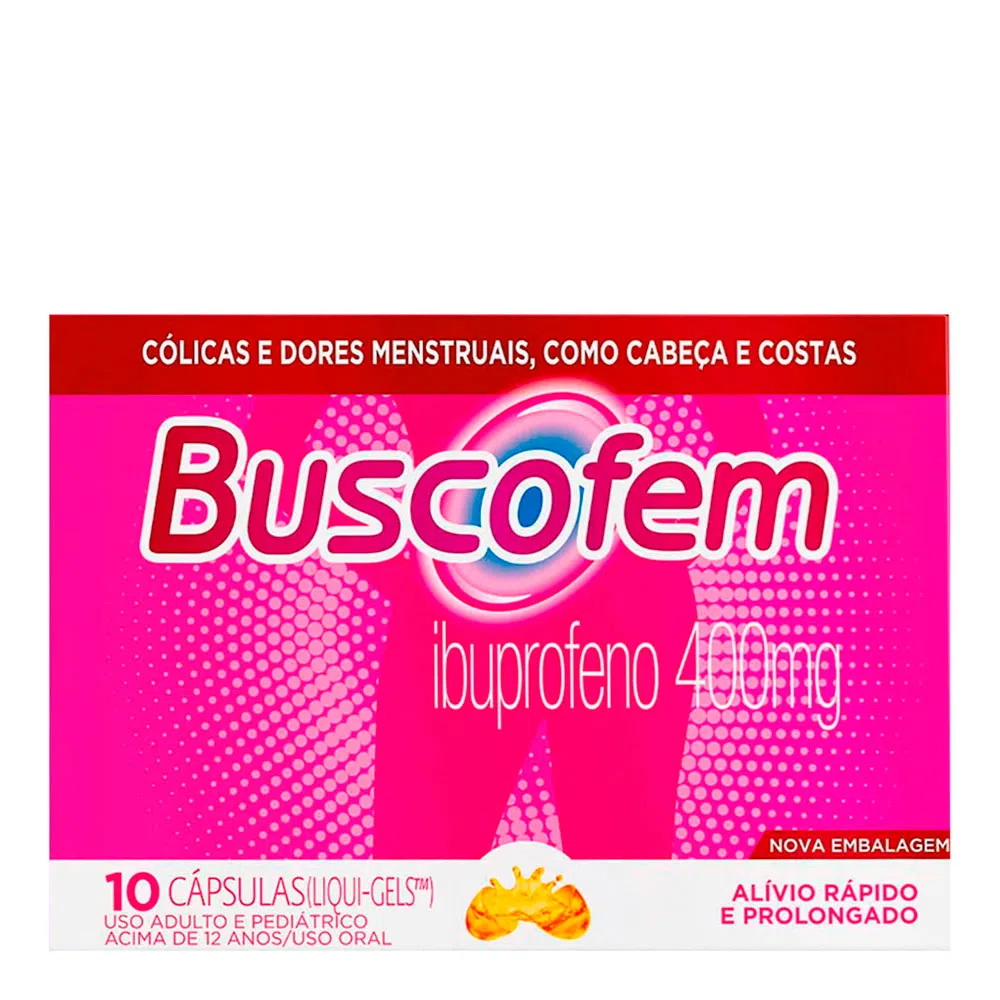 CÓLICAS E DORES MENSTRUAIS, COMO CABEÇA E COSTAS
Buscofem
ibuprofeno 400mg
NOVA EMBALAGEM
10 CÁPSULAS(LIQUI-GELS™)
USO ADULTO E PEDIÁTRICO
ACIMA DE 12 ANOS/USO ORAL
ALÍVIO RÁPIDO
E PROLONGADO